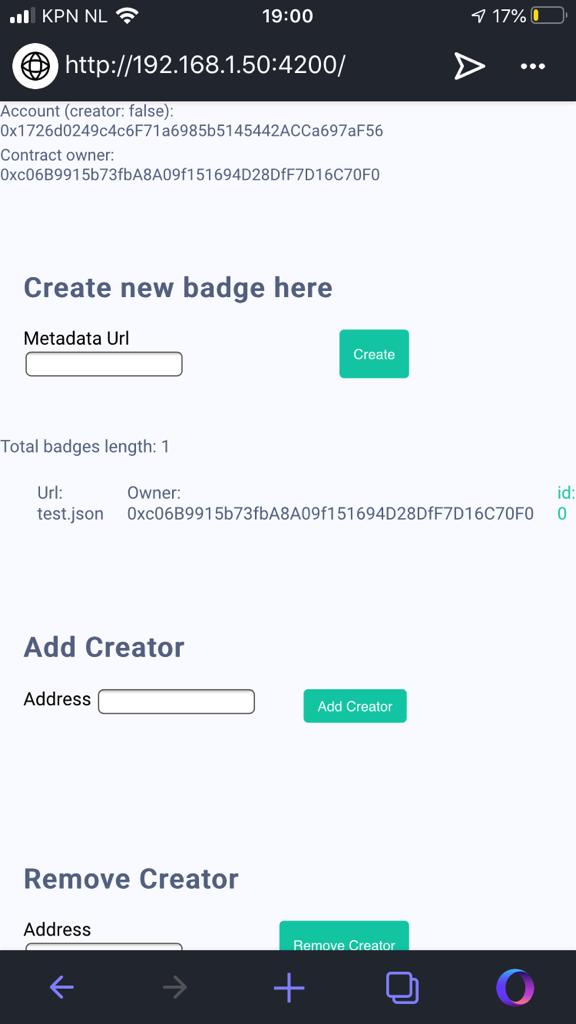 KPN NL 19:00 17%
http://192.168.1.50:4200/
Account (creator: false):
0x1726d0249c4c6F71a6985b5145442ACCa697aF56
Contract owner:
0xc06B9915b73fbA8A09f151694D28DfF7D16C70F0
Create new badge here
Metadata Url
Create
Total badges length: 1
Url: Owner: id:
test.json 0xc06B9915b73fbA8A09f151694D28DfF7D16C70F0 0
Add Creator
Address Add Creator
Remove Creator
Address
Remove Creator